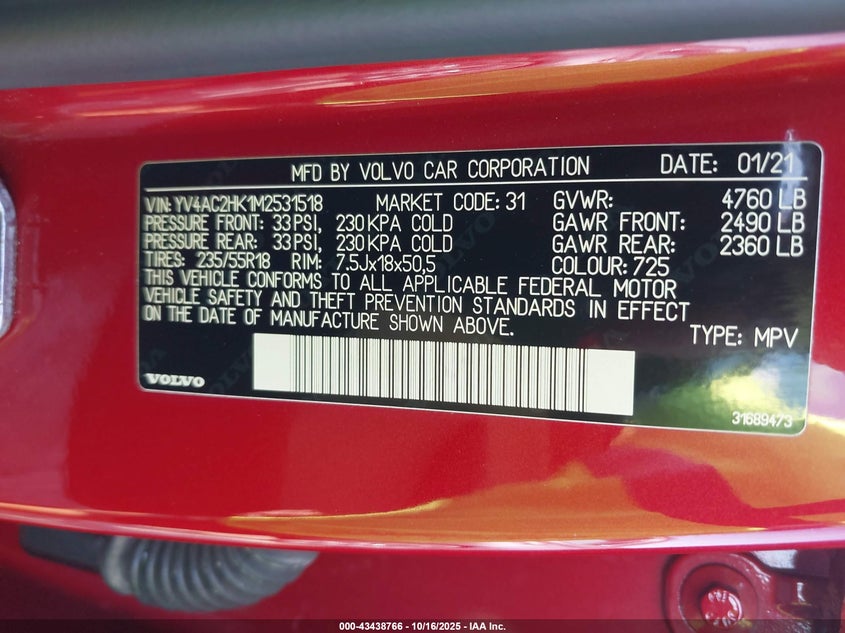 MFD BY VOLVO CAR CORPORATION DATE: 01/21
VIN: YV4AC2HK1M2531518 MARKET CODE: 31 GVWR: 4760 LB
PRESSURE FRONT: 33 PSI, 230 KPA COLD GAWR FRONT: 2490 LB
PRESSURE REAR: 33 PSI, 230 KPA COLD GAWR REAR: 2360 LB
TIRES: 235/55R18 RIM: 7.5Jx18x50,5 COLOUR: 725
THIS VEHICLE CONFORMS TO ALL APPLICABLE FEDERAL MOTOR
VEHICLE SAFETY AND THEFT PREVENTION STANDARDS IN EFFECT
ON THE DATE OF MANUFACTURE SHOWN ABOVE.
TYPE: MPV
VOLVO
31689473
000-43438766 - 10/16/2025 - IAA Inc.